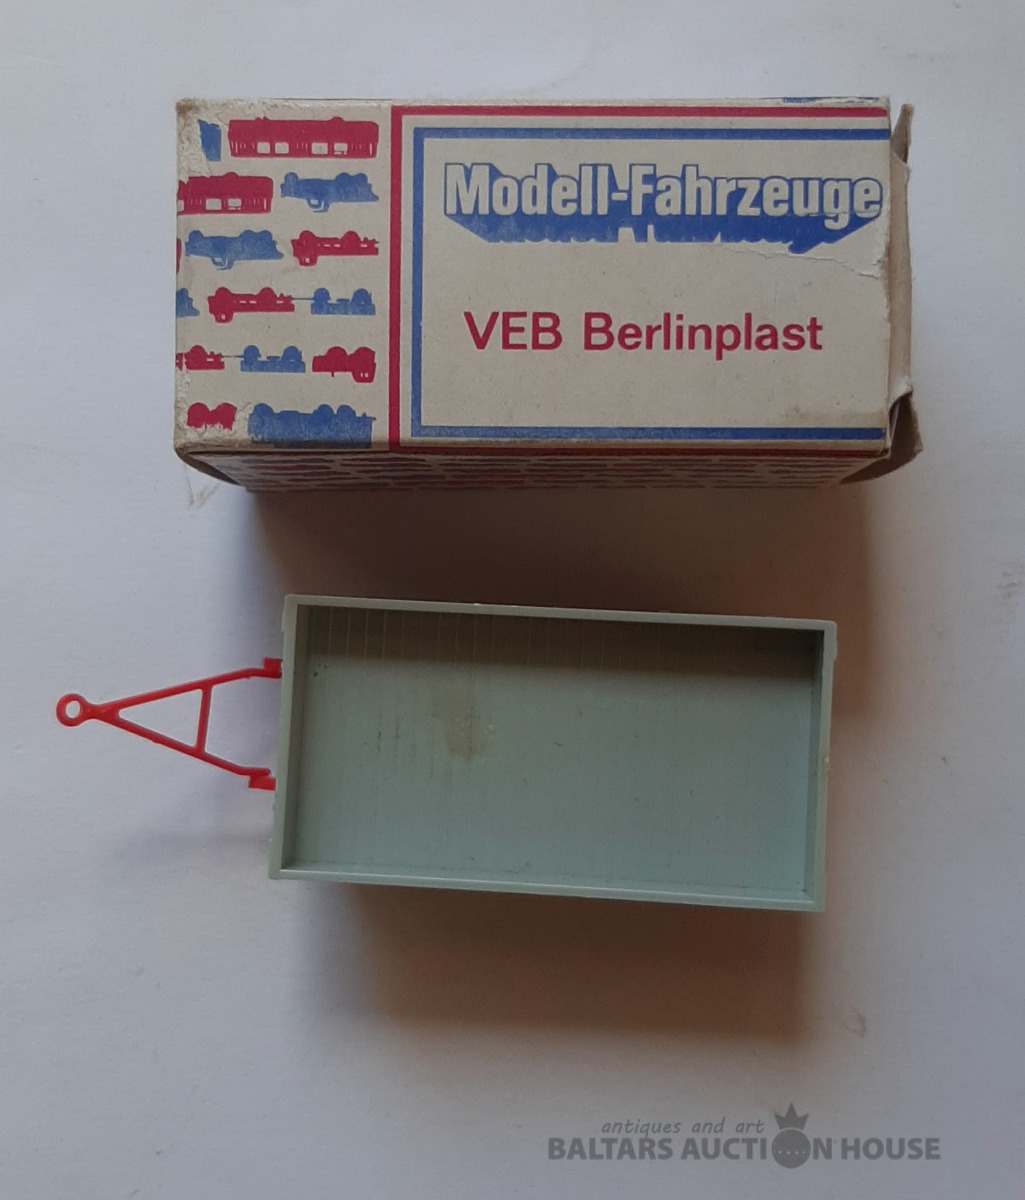 Modell-Fahrzeuge
VEB Berlinplast
antiques and art
BALTARS AUCTION HOUSE